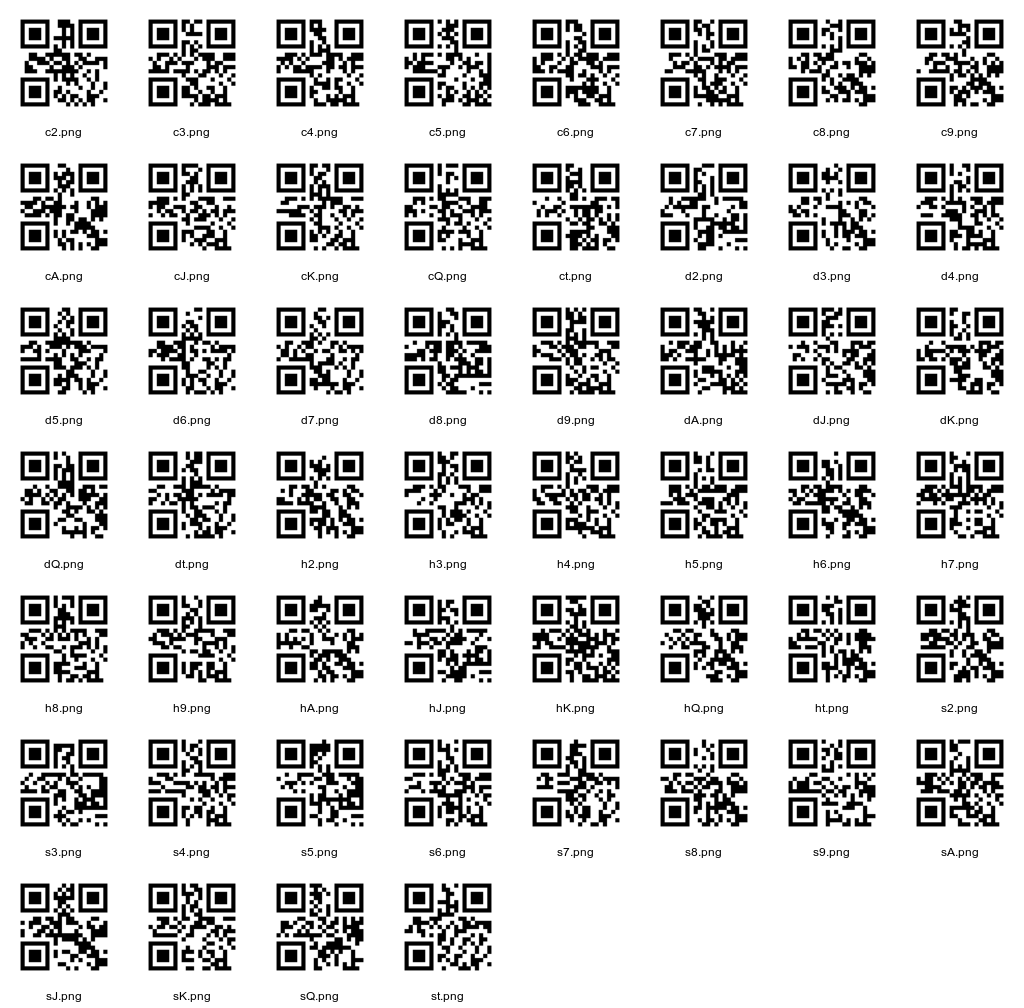 c2.png c3.png c4.png c5.png c6.png c7.png c8.png c9.png
cA.png cJ.png cK.png cQ.png ct.png d2.png d3.png d4.png
d5.png d6.png d7.png d8.png d9.png dA.png dJ.png dK.png
dQ.png dt.png h2.png h3.png h4.png h5.png h6.png h7.png
h8.png h9.png hA.png hJ.png hK.png hQ.png ht.png s2.png
s3.png s4.png s5.png s6.png s7.png s8.png s9.png sA.png
sJ.png sK.png sQ.png st.png